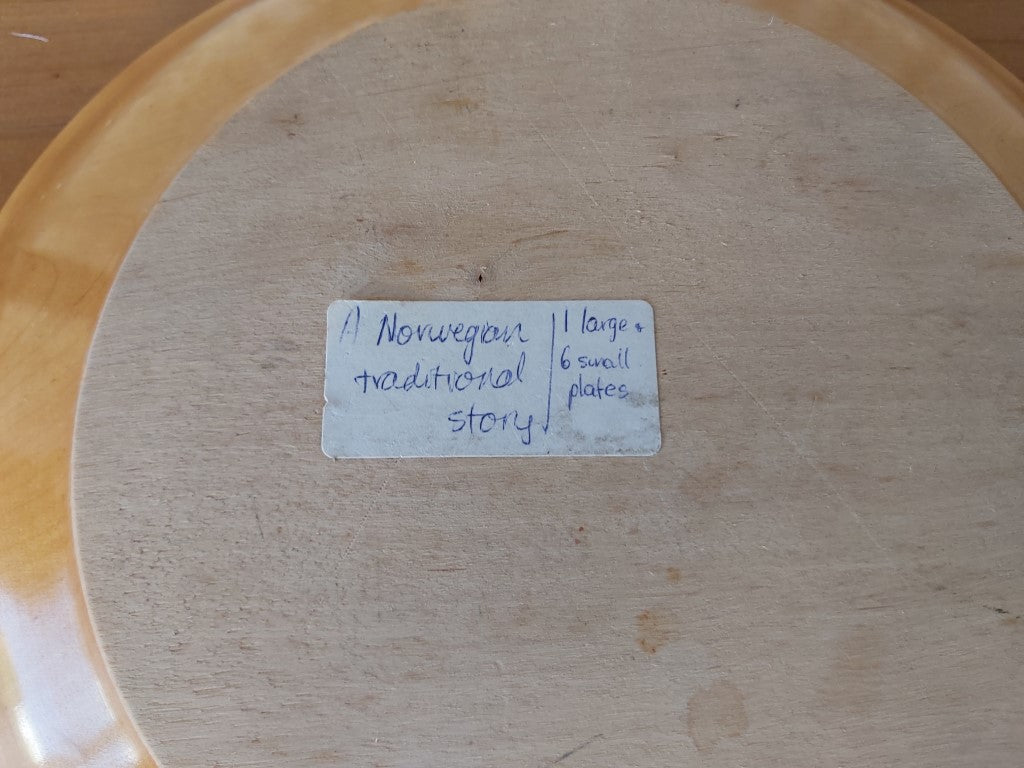 A Norwegian
traditional
story
1 large +
6 small
plates